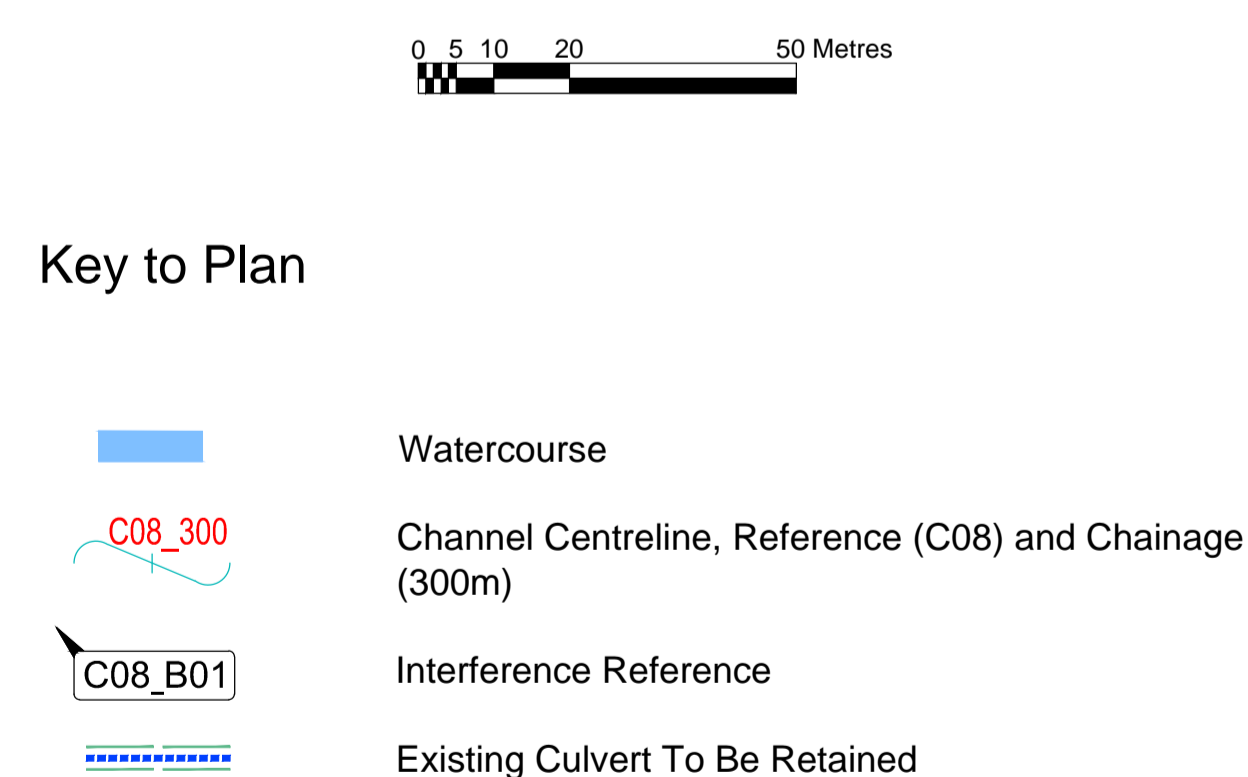 0 5 10 20 50 Metres
Key to Plan
Watercourse
C08_300
Channel Centreline, Reference (C08) and Chainage
(300m)
C08_B01
Interference Reference
Existing Culvert To Be Retained